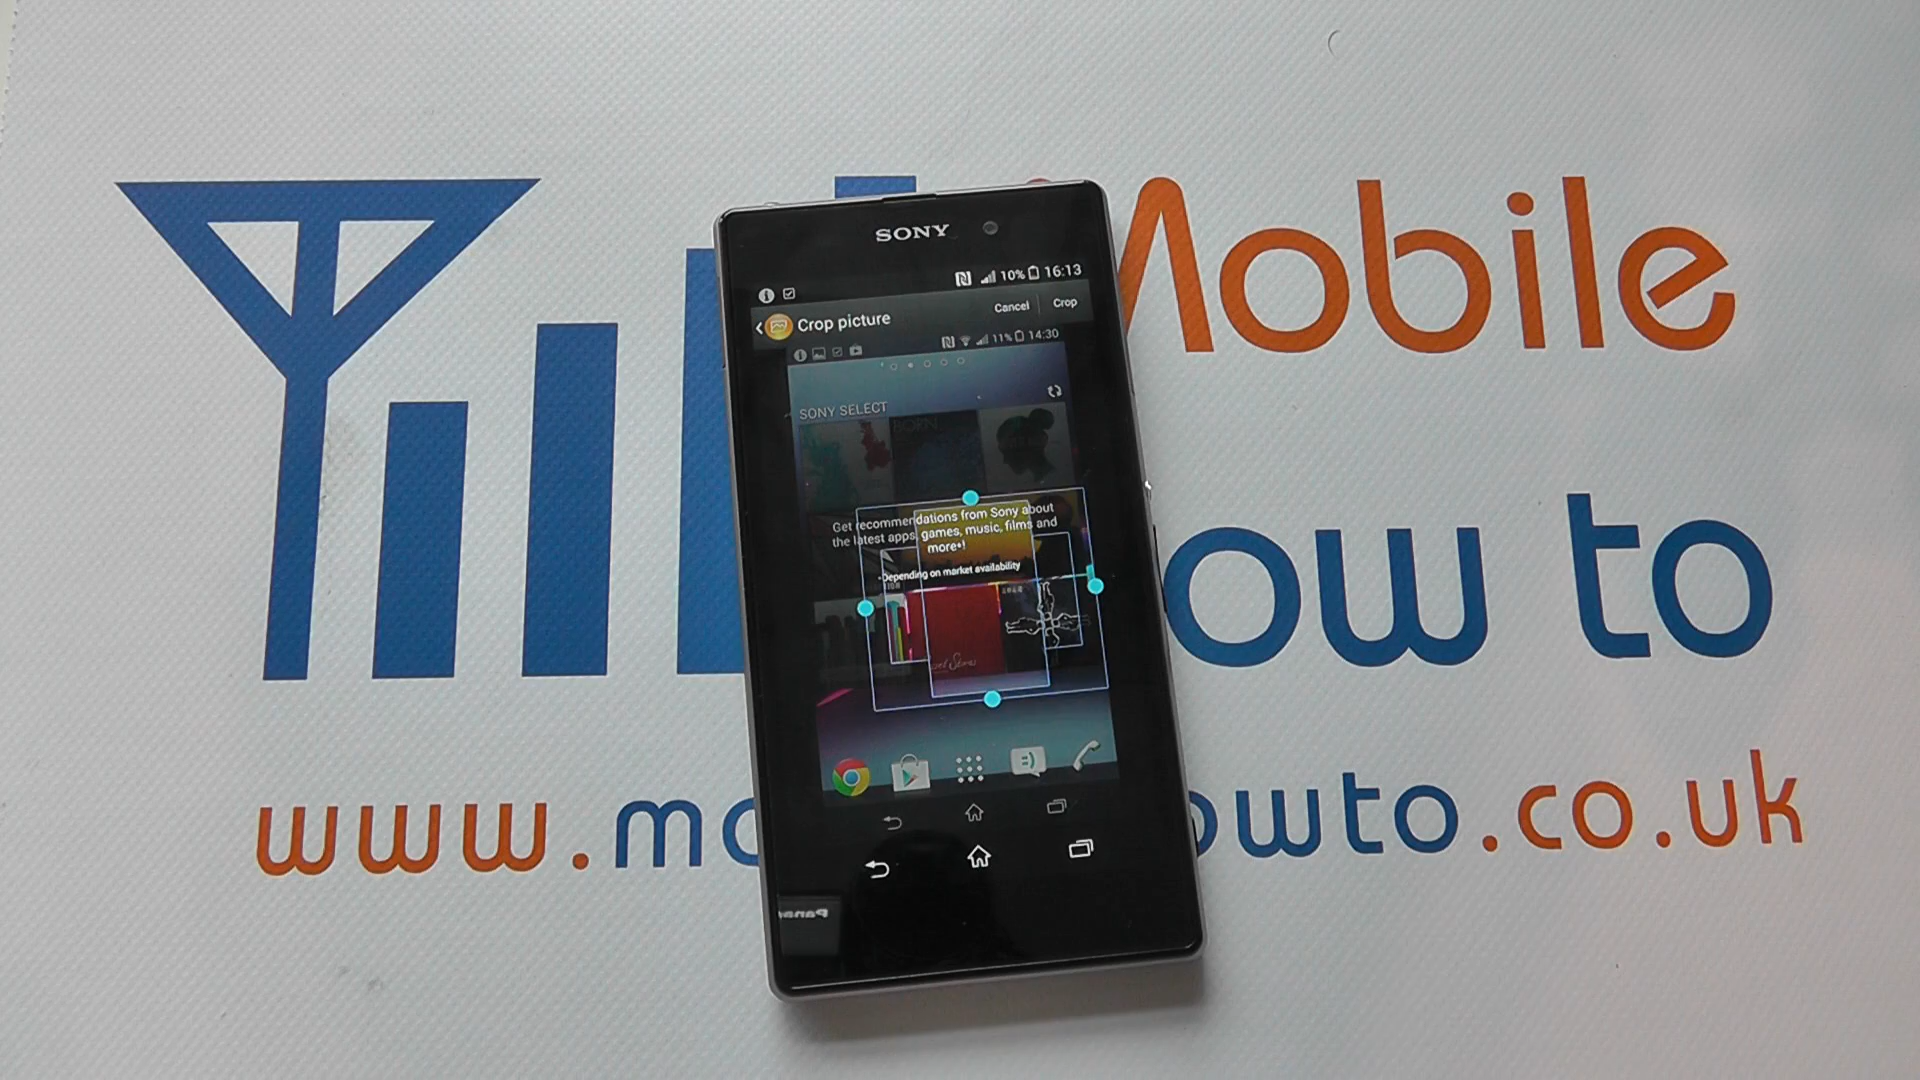 Mobile
ow to
www.mo owto.co.uk
SONY
10% 16:13
Crop picture Cancel Crop
11% 14:30
SONY SELECT
BORN
Get recommendations from Sony about
the latest apps, games, music, films and
more*!
*Depending on market availability